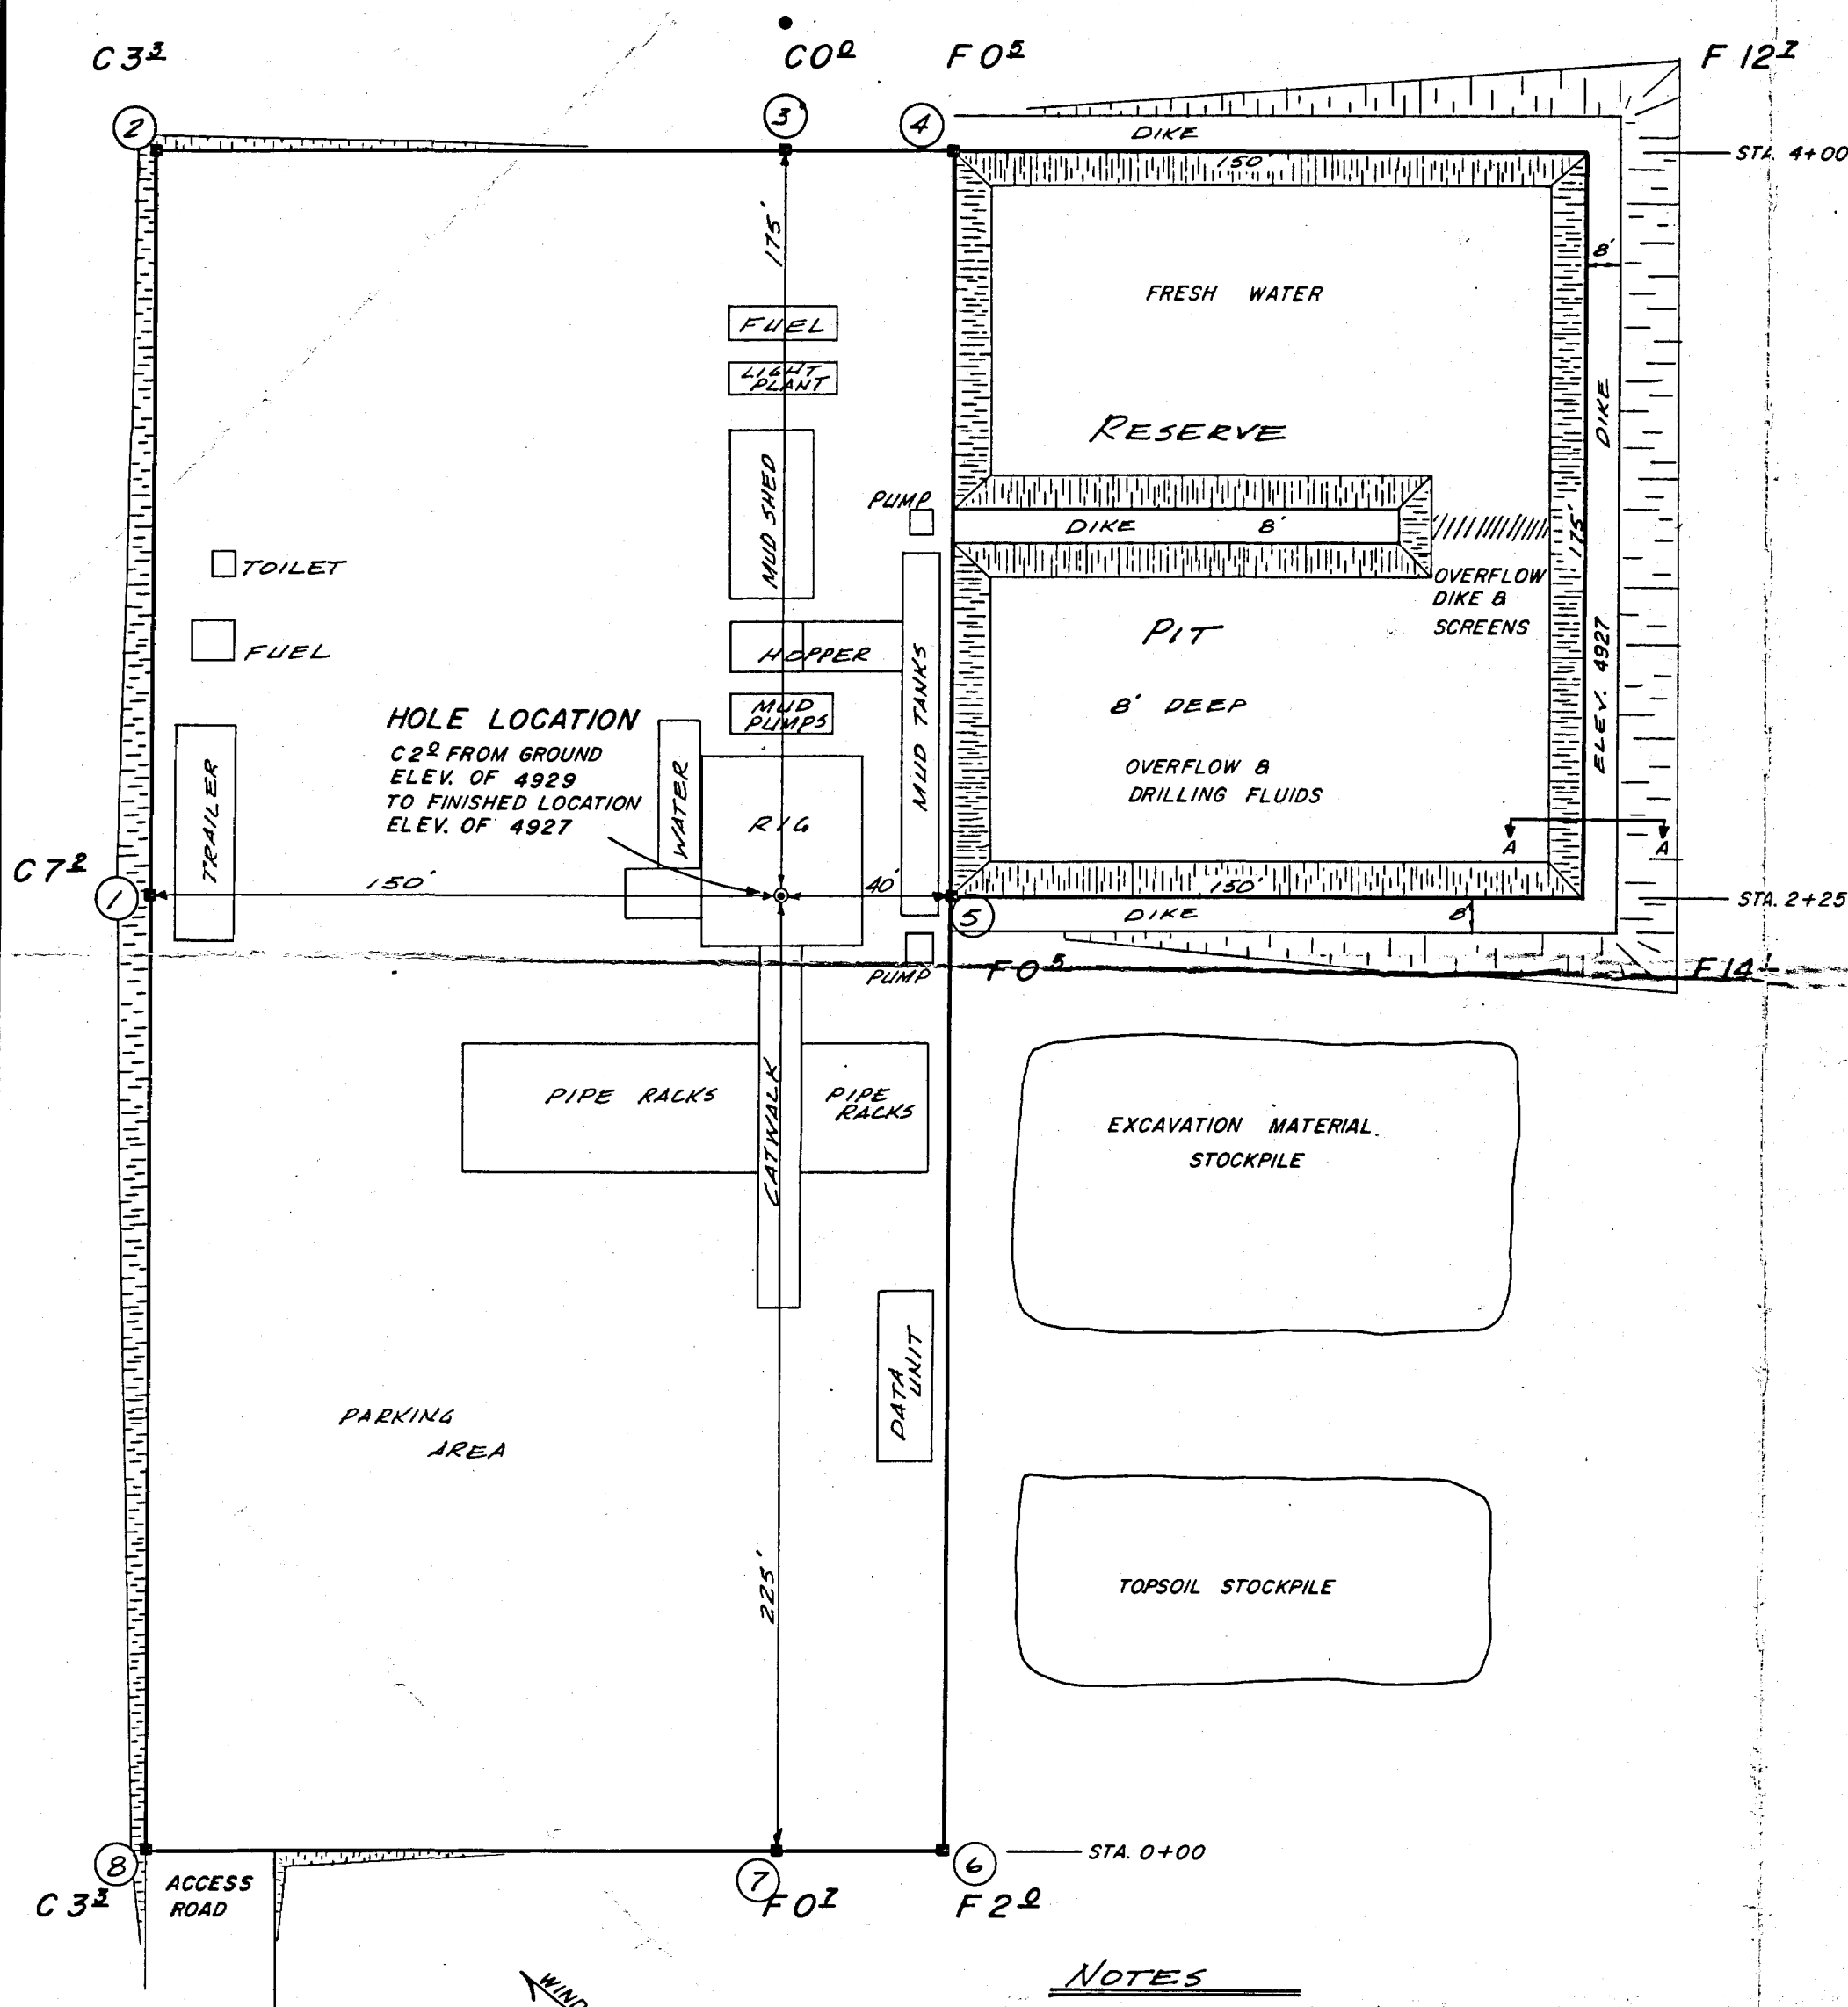 C 3³
C0⁰
F 0⁵
F 12⁷
2
3
4
DIKE
150'
STA. 4+00
175'
8'
FRESH WATER
FUEL
LIGHT
PLANT
RESERVE
DIKE
MUD SHED
PUMP
DIKE 8'
175'
TOILET
OVERFLOW
DIKE &
SCREENS
FUEL
HOPPER
PIT
MUD TANKS
ELEV. 4927
MUD
PUMPS
8' DEEP
HOLE LOCATION
C 2⁰ FROM GROUND
ELEV. OF 4929
TO FINISHED LOCATION
ELEV. OF 4927
OVERFLOW &
DRILLING FLUIDS
TRAILER
WATER
RIG
A
A
C 7²
1
150'
40'
150'
STA. 2+25
5
DIKE
8'
PUMP
F 0⁵
F 14¹
PIPE RACKS
CATWALK
PIPE
RACKS
EXCAVATION MATERIAL
STOCKPILE
DATA
UNIT
PARKING
AREA
225'
TOPSOIL STOCKPILE
8
7
6
STA. 0+00
C 3³
ACCESS
ROAD
F 0⁷
F 2⁰
WIND
NOTES